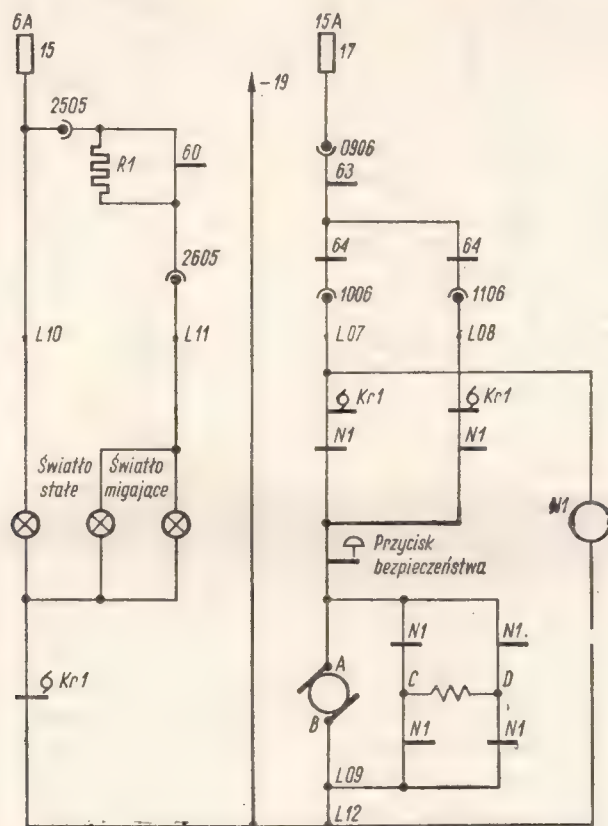 6A
15
15A
17
-19
2505
R1
60
0906
63
64
64
2605
1006
1106
L10
L11
L07
L08
Kr1
Kr1
N1
N1
Światło
stałe
Światło
migające
N1
Przycisk
bezpieczeństwa
N1
N1
A
C
D
Kr1
B
N1
N1
L09
L12